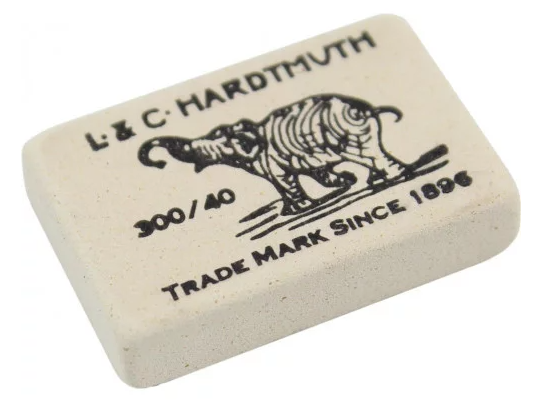 L. & C. HARDTMUTH
300/40
TRADE MARK SINCE 1896